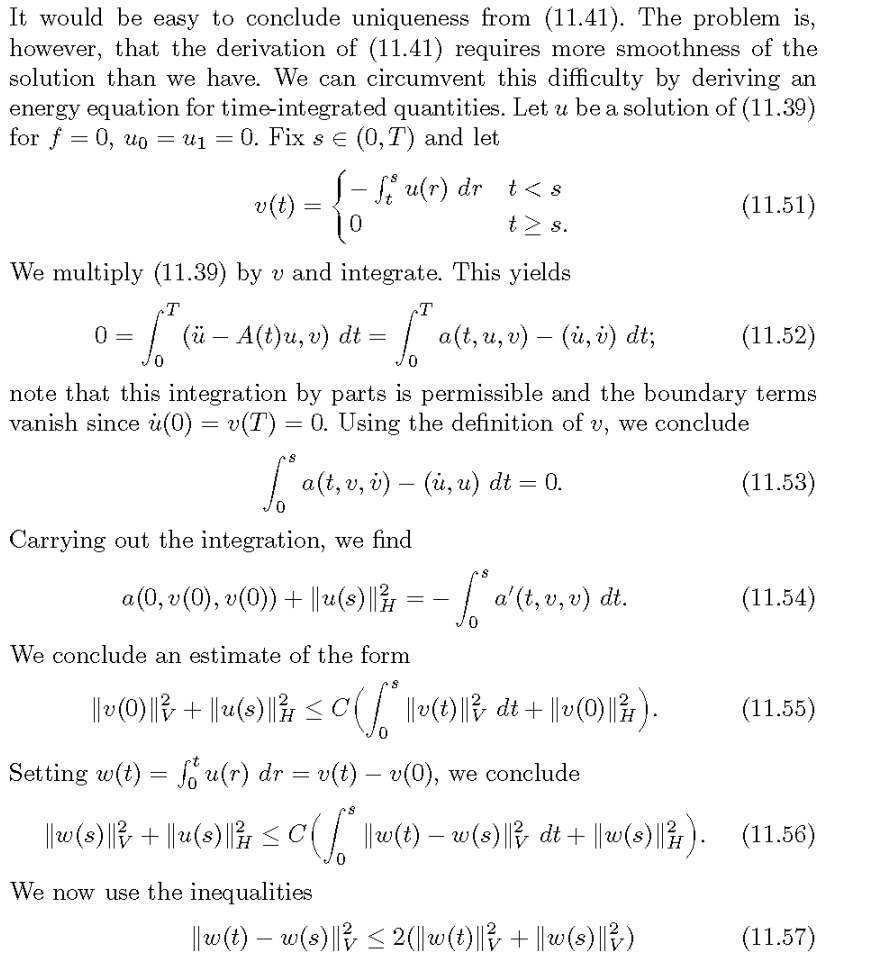 It would be easy to conclude uniqueness from (11.41). The problem is,
however, that the derivation of (11.41) requires more smoothness of the
solution than we have. We can circumvent this difficulty by deriving an
energy equation for time-integrated quantities. Let u be a solution of (11.39)
for f = 0, u₀ = u₁ = 0. Fix s ∈ (0, T) and let
v(t) = { −∫_t^s u(r) dr t < s
0 t ≥ s. (11.51)
We multiply (11.39) by v and integrate. This yields
0 = ∫_0^T (ü − A(t)u, v) dt = ∫_0^T a(t, u, v) − (u̇, v̇) dt; (11.52)
note that this integration by parts is permissible and the boundary terms
vanish since u̇(0) = v(T) = 0. Using the definition of v, we conclude
∫_0^s a(t, v, v̇) − (u̇, u) dt = 0. (11.53)
Carrying out the integration, we find
a(0, v(0), v(0)) + ‖u(s)‖²_H = −∫_0^s a′(t, v, v) dt. (11.54)
We conclude an estimate of the form
‖v(0)‖²_V + ‖u(s)‖²_H ≤ C(∫_0^s ‖v(t)‖²_V dt + ‖v(0)‖²_H). (11.55)
Setting w(t) = ∫_0^t u(r) dr = v(t) − v(0), we conclude
‖w(s)‖²_V + ‖u(s)‖²_H ≤ C(∫_0^s ‖w(t) − w(s)‖²_V dt + ‖w(s)‖²_H). (11.56)
We now use the inequalities
‖w(t) − w(s)‖²_V ≤ 2(‖w(t)‖²_V + ‖w(s)‖²_V) (11.57)